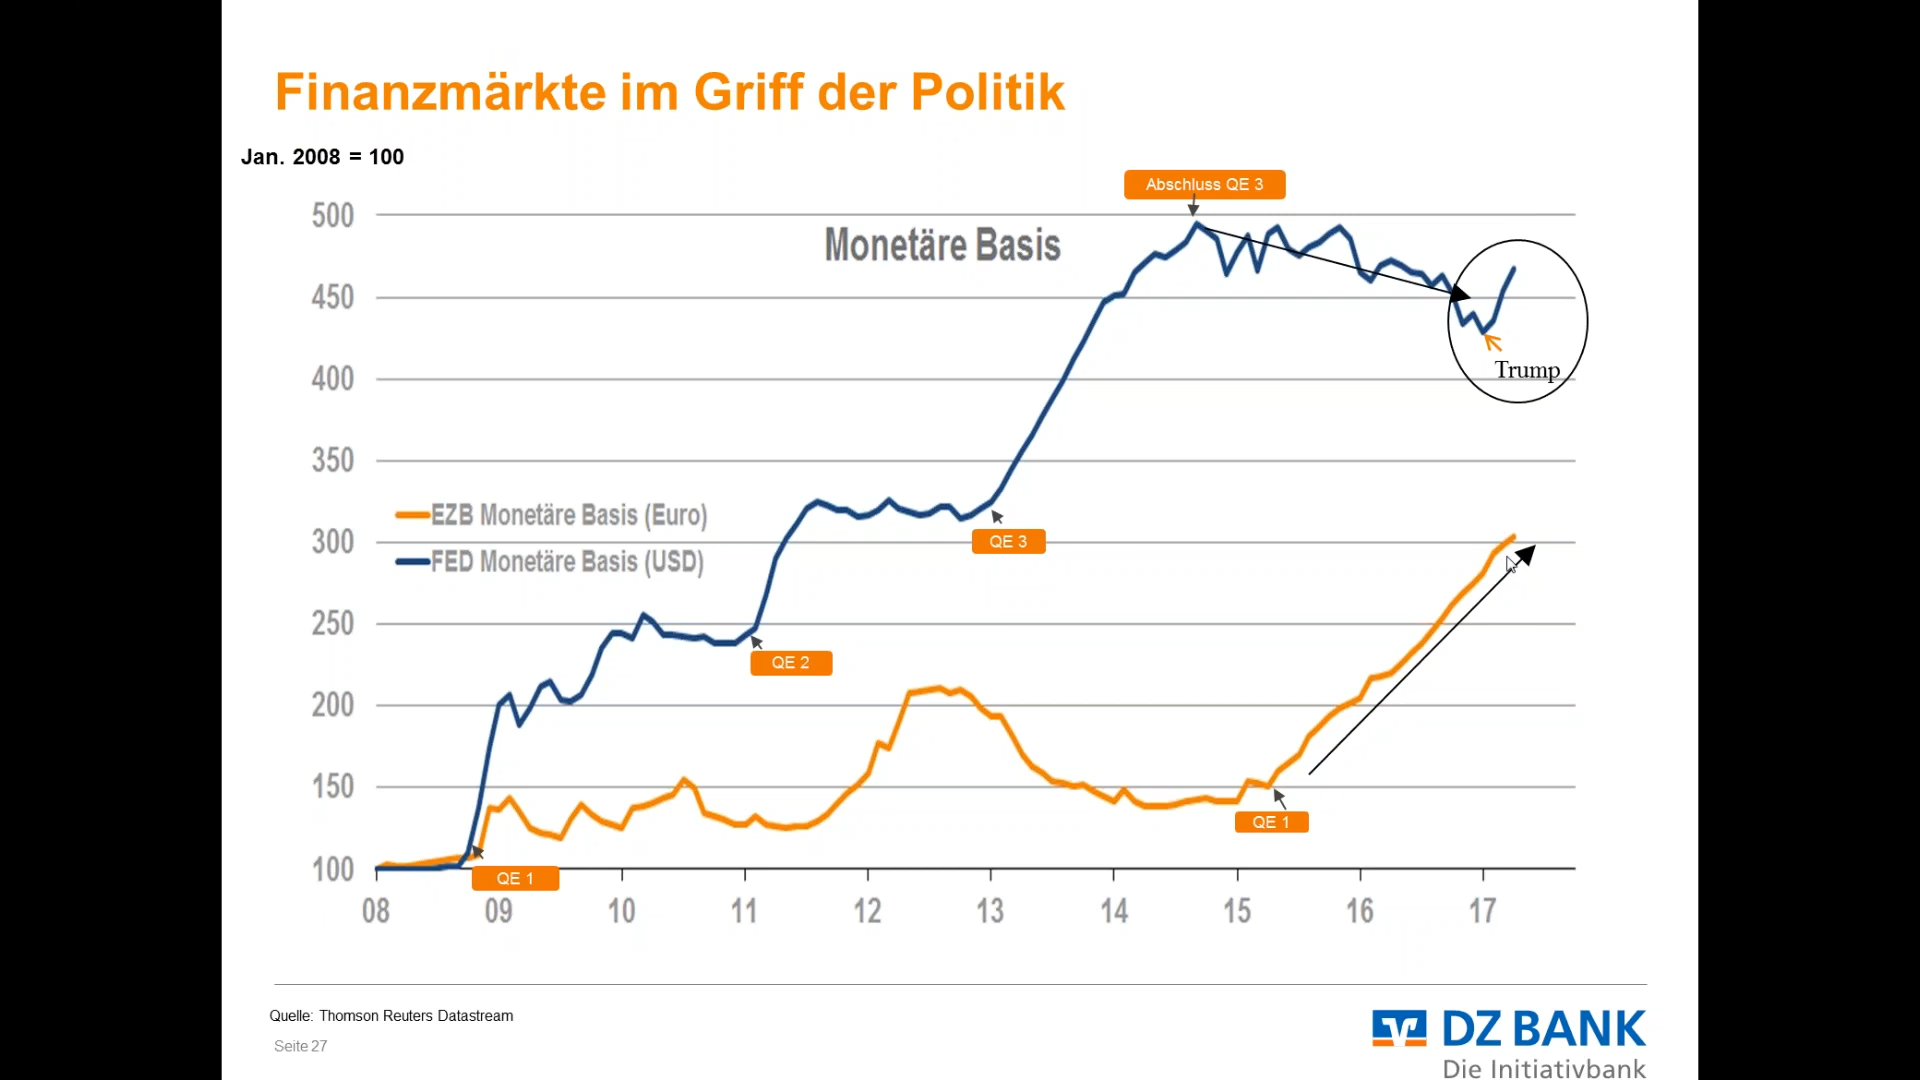 Finanzmärkte im Griff der Politik
Jan. 2008 = 100
Abschluss QE 3
500
Monetäre Basis
450
Trump
400
350
EZB Monetäre Basis (Euro)
300
QE 3
FED Monetäre Basis (USD)
250
QE 2
200
150
QE 1
100
QE 1
08 09 10 11 12 13 14 15 16 17
Quelle: Thomson Reuters Datastream
Seite 27
DZ BANK
Die Initiativbank